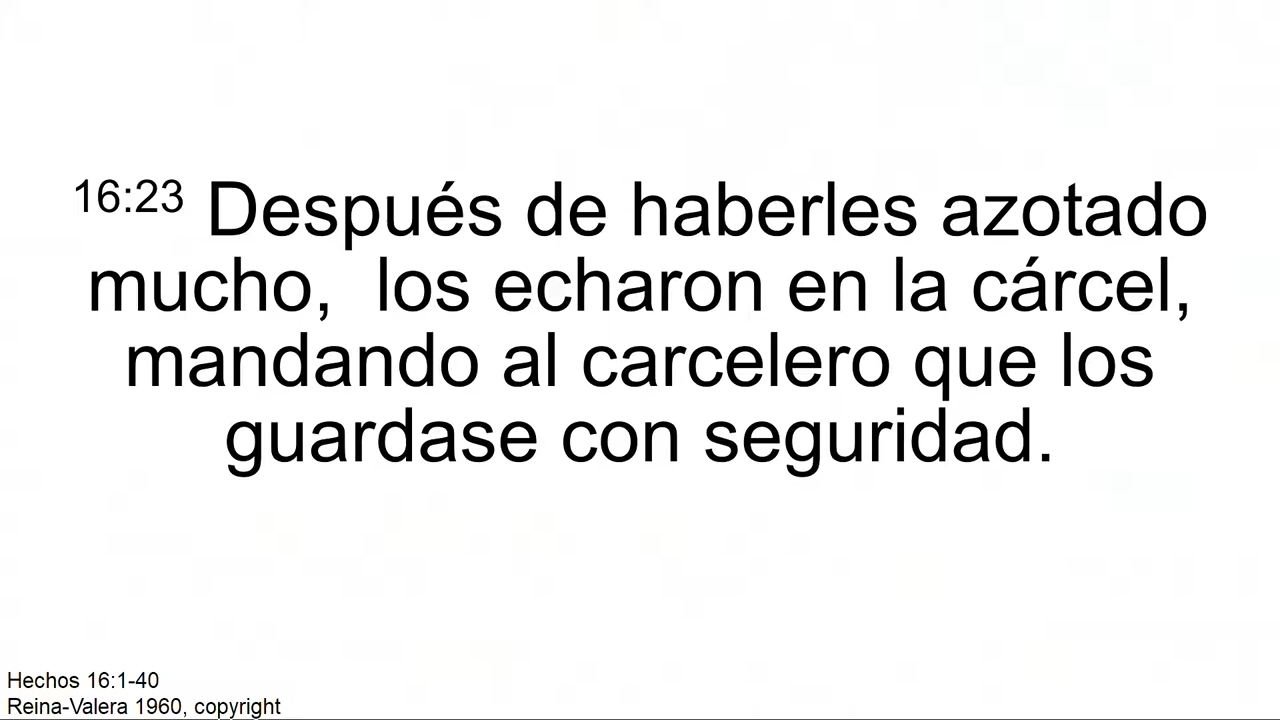 16:23 Después de haberles azotado
mucho,  los echaron en la cárcel,
mandando al carcelero que los
guardase con seguridad.
Hechos 16:1-40
Reina-Valera 1960, copyright